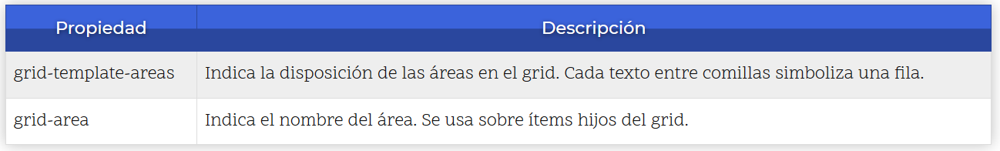 Propiedad Descripción
grid-template-areas Indica la disposición de las áreas en el grid. Cada texto entre comillas simboliza una fila.
grid-area Indica el nombre del área. Se usa sobre ítems hijos del grid.